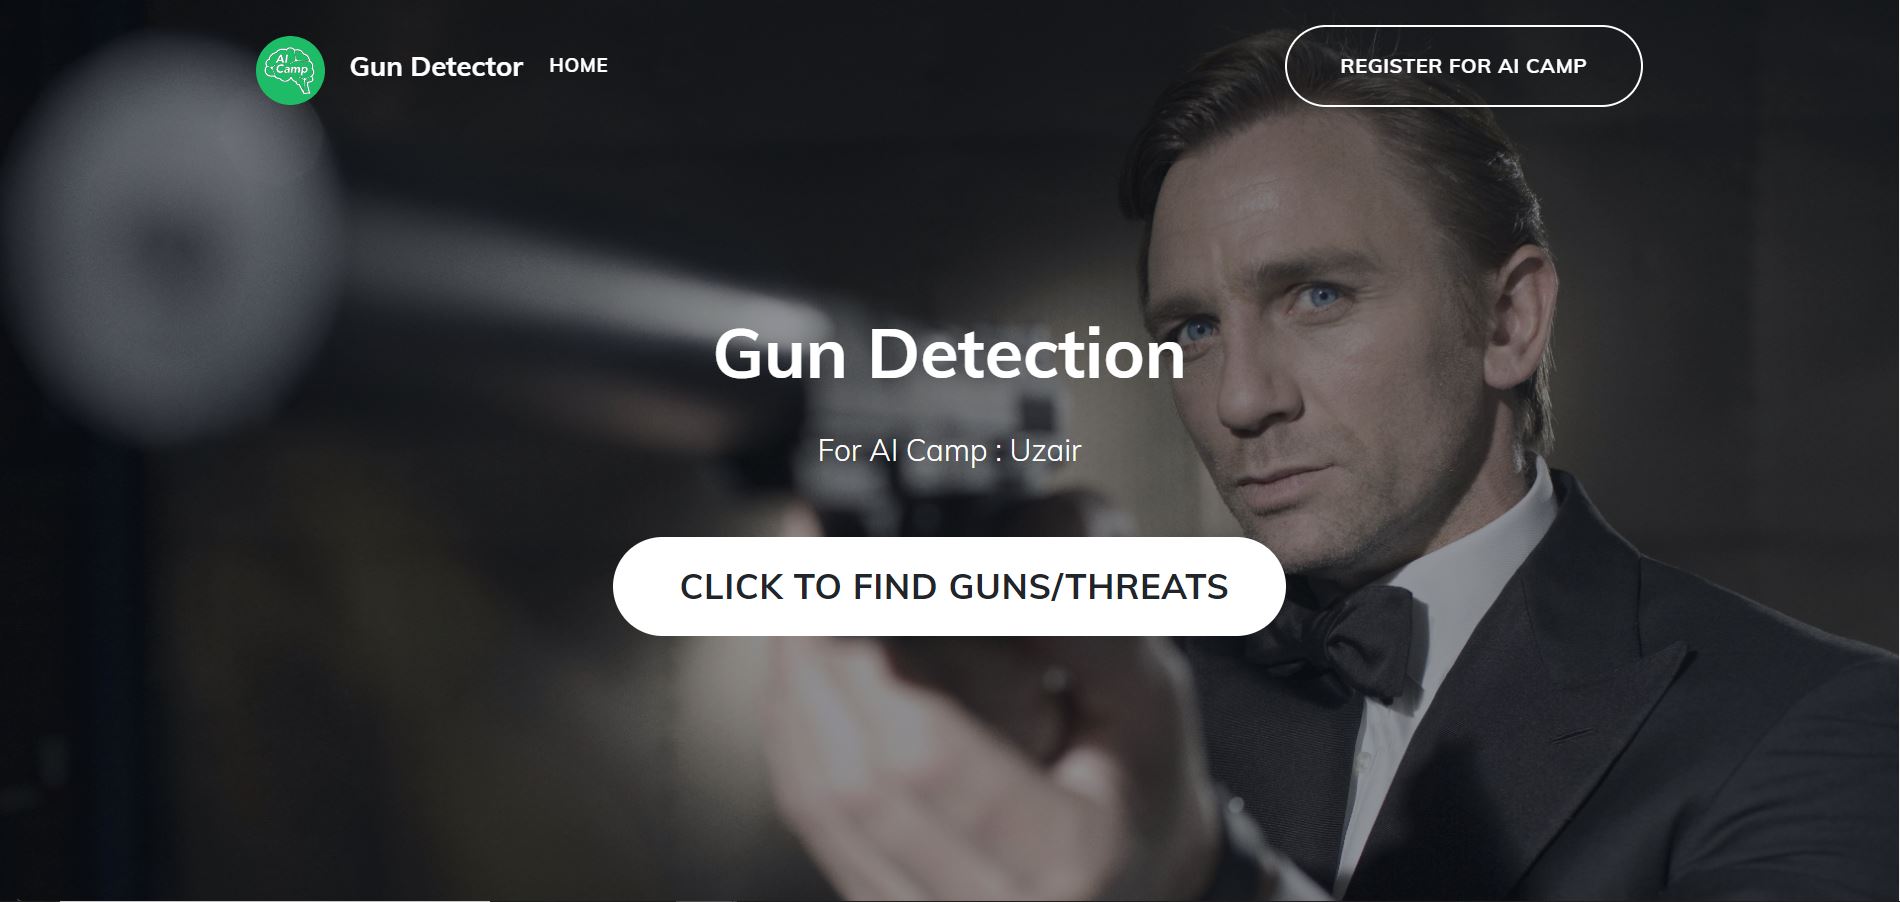 AI
Camp
Gun Detector
HOME
REGISTER FOR AI CAMP
Gun Detection
For AI Camp : Uzair
CLICK TO FIND GUNS/THREATS